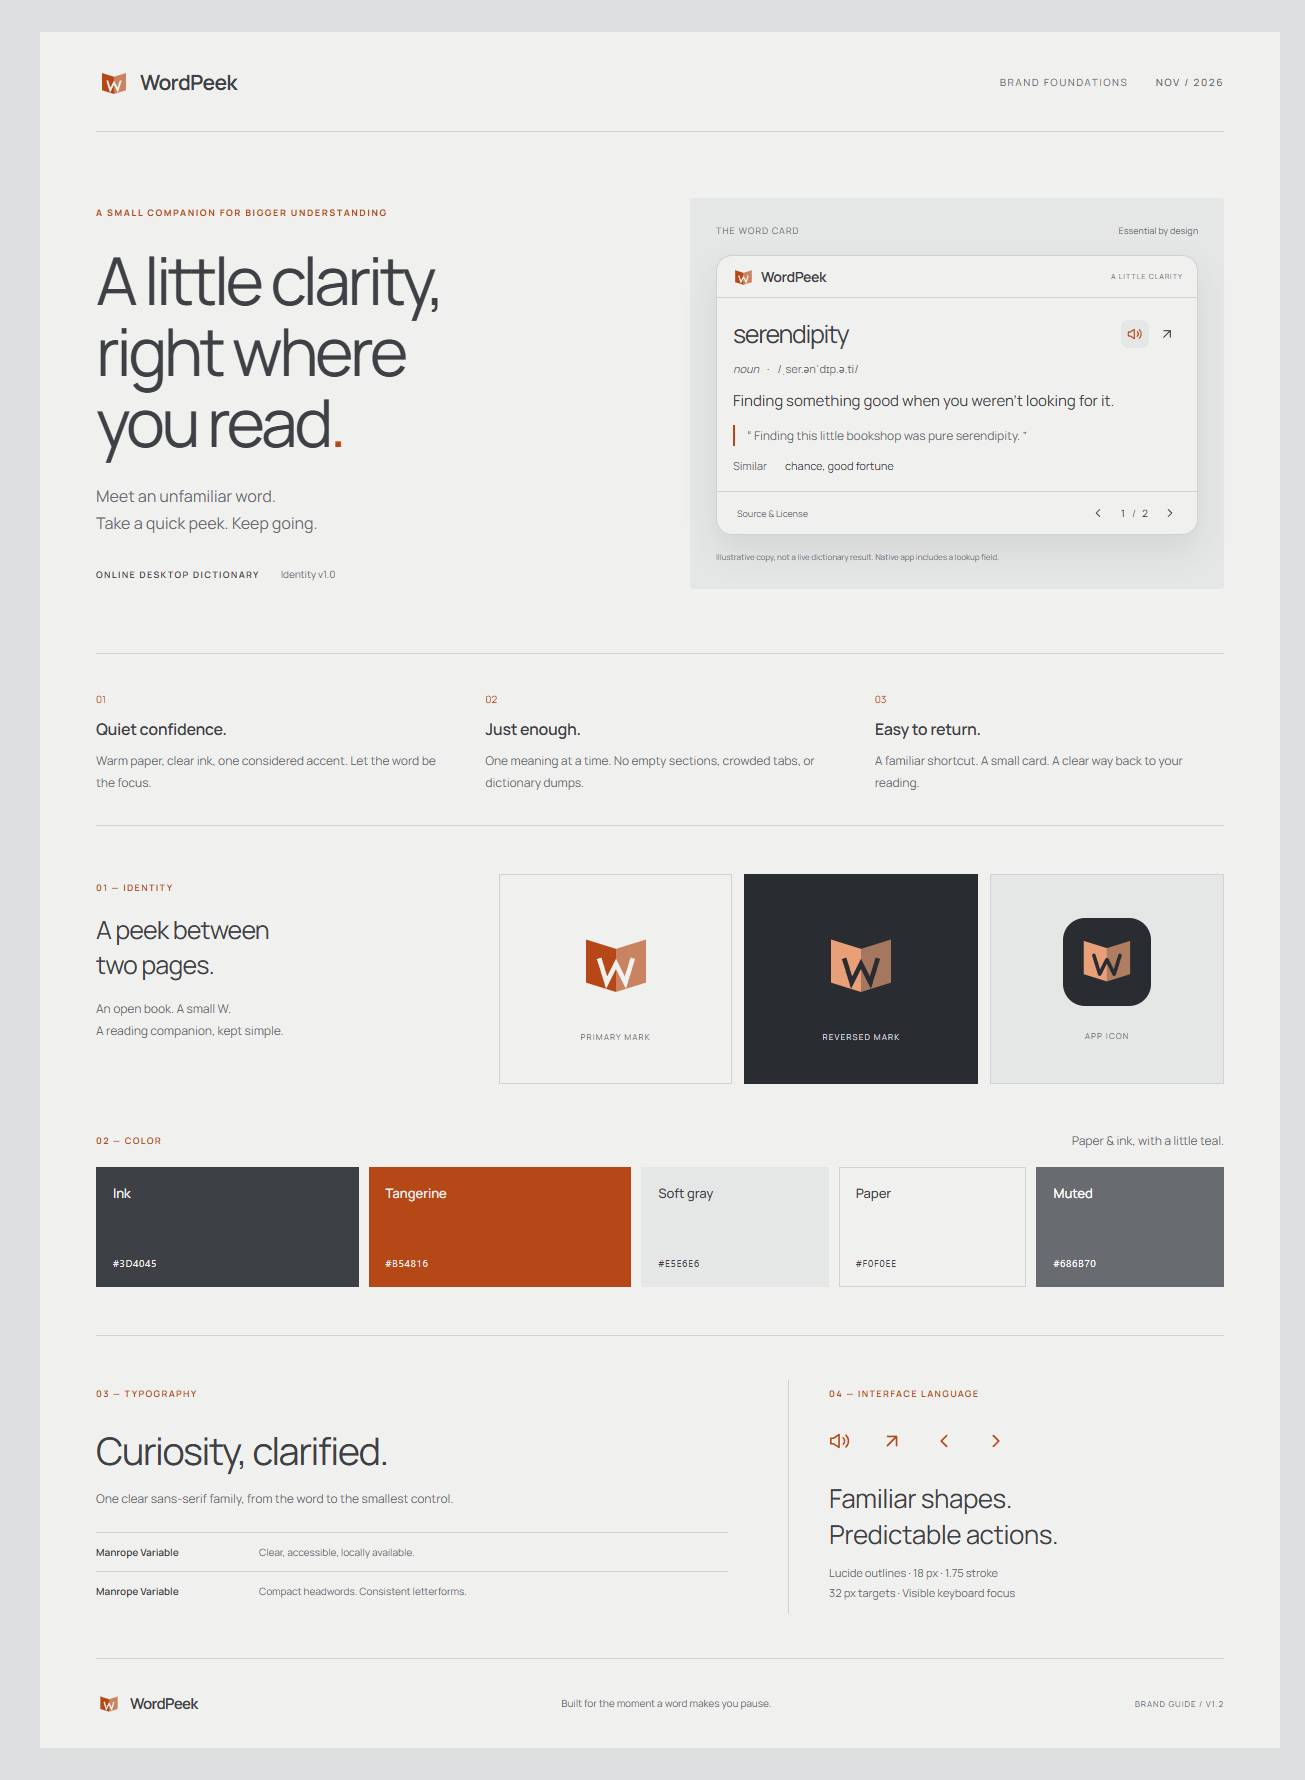 WordPeek
BRAND FOUNDATIONS NOV / 2026
A SMALL COMPANION FOR BIGGER UNDERSTANDING
A little clarity,
right where
you read.
Meet an unfamiliar word.
Take a quick peek. Keep going.
ONLINE DESKTOP DICTIONARY Identity v1.0
THE WORD CARD Essential by design
WordPeek A LITTLE CLARITY
serendipity
noun · /ˌser.ənˈdɪp.ə.ti/
Finding something good when you weren't looking for it.
“ Finding this little bookshop was pure serendipity. ”
Similar chance, good fortune
Source & License 1 / 2
Illustrative copy, not a live dictionary result. Native app includes a lookup field.
01
Quiet confidence.
Warm paper, clear ink, one considered accent. Let the word be
the focus.
02
Just enough.
One meaning at a time. No empty sections, crowded tabs, or
dictionary dumps.
03
Easy to return.
A familiar shortcut. A small card. A clear way back to your
reading.
01 — IDENTITY
A peek between
two pages.
An open book. A small W.
A reading companion, kept simple.
W
PRIMARY MARK
W
REVERSED MARK
W
APP ICON
02 — COLOR
Paper & ink, with a little teal.
Ink
#3D4045
Tangerine
#B54816
Soft gray
#E5E6E6
Paper
#F0F0EE
Muted
#686B70
03 — TYPOGRAPHY
Curiosity, clarified.
One clear sans-serif family, from the word to the smallest control.
Manrope Variable Clear, accessible, locally available.
Manrope Variable Compact headwords. Consistent letterforms.
04 — INTERFACE LANGUAGE
Familiar shapes.
Predictable actions.
Lucide outlines · 18 px · 1.75 stroke
32 px targets · Visible keyboard focus
WordPeek
Built for the moment a word makes you pause.
BRAND GUIDE / V1.2